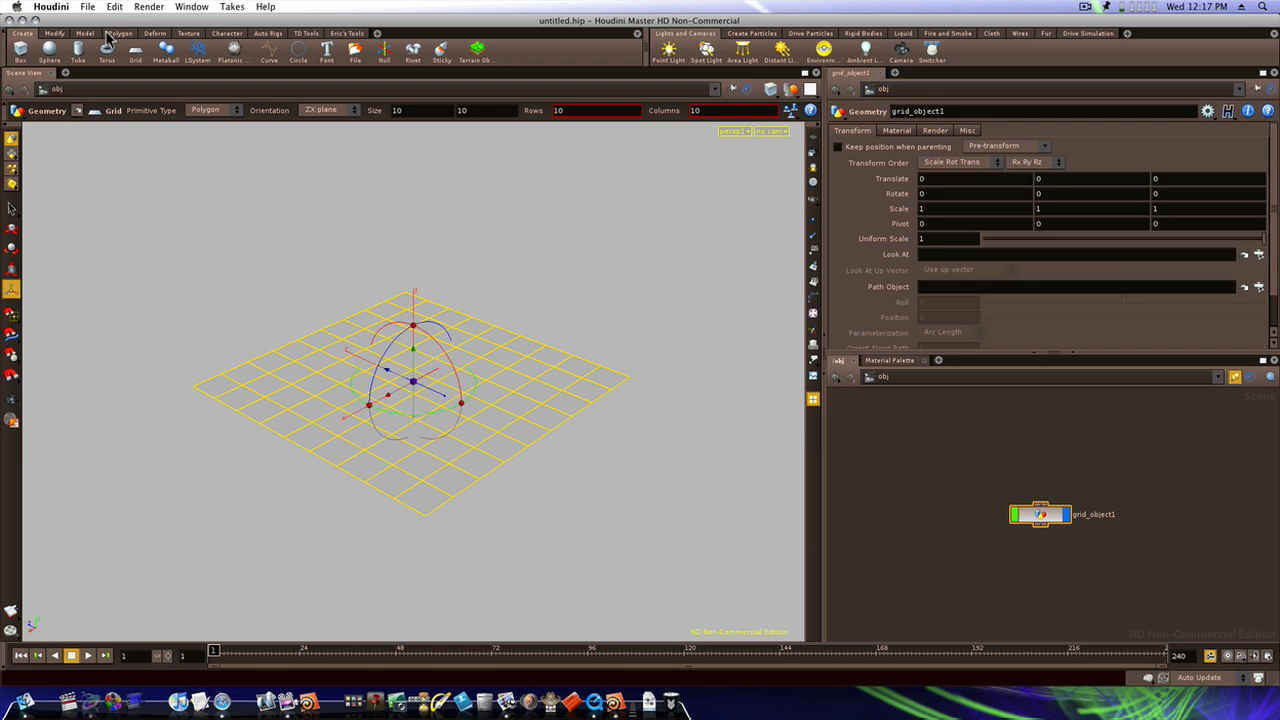 Houdini File Edit Render Window Takes Help Wed 12:17 PM
untitled.hip - Houdini Master HD Non-Commercial
Create Modify Model Polygon Deform Texture Character Auto Rigs TD Tools Eric's Tools Lights and Cameras Create Particles Drive Particles Rigid Bodies Liquid Fire and Smoke Cloth Wires Fur Drive Simulation
Box Sphere Tube Torus Grid Metaball LSystem Platonic ... Curve Circle Font File Null Rivet Sticky Terrain Ob... Point Light Spot Light Area Light Distant Li... Environm... Ambient L... Camera Switcher
Scene View grid_object1
obj obj
Geometry Grid Primitive Type Polygon Orientation ZX plane Size 10 10 Rows 10 Columns 10 Geometry grid_object1
persp1 no cam Transform Material Render Misc
Keep position when parenting Pre-transform
Transform Order Scale Rot Trans Rx Ry Rz
Translate 0 0 0
Rotate 0 0 0
Scale 1 1 1
Pivot 0 0 0
Uniform Scale 1
Look At
Look At Up Vector Use up vector
Path Object
Roll 0
Position 0
Parameterization Arc Length
Orient Along Path
/obj Material Palette
obj
Scene
grid_object1
HD Non-Commercial Edition HD Non-Commercial Edition
1 1 1 24 48 72 96 120 144 168 192 216 240
Auto Update